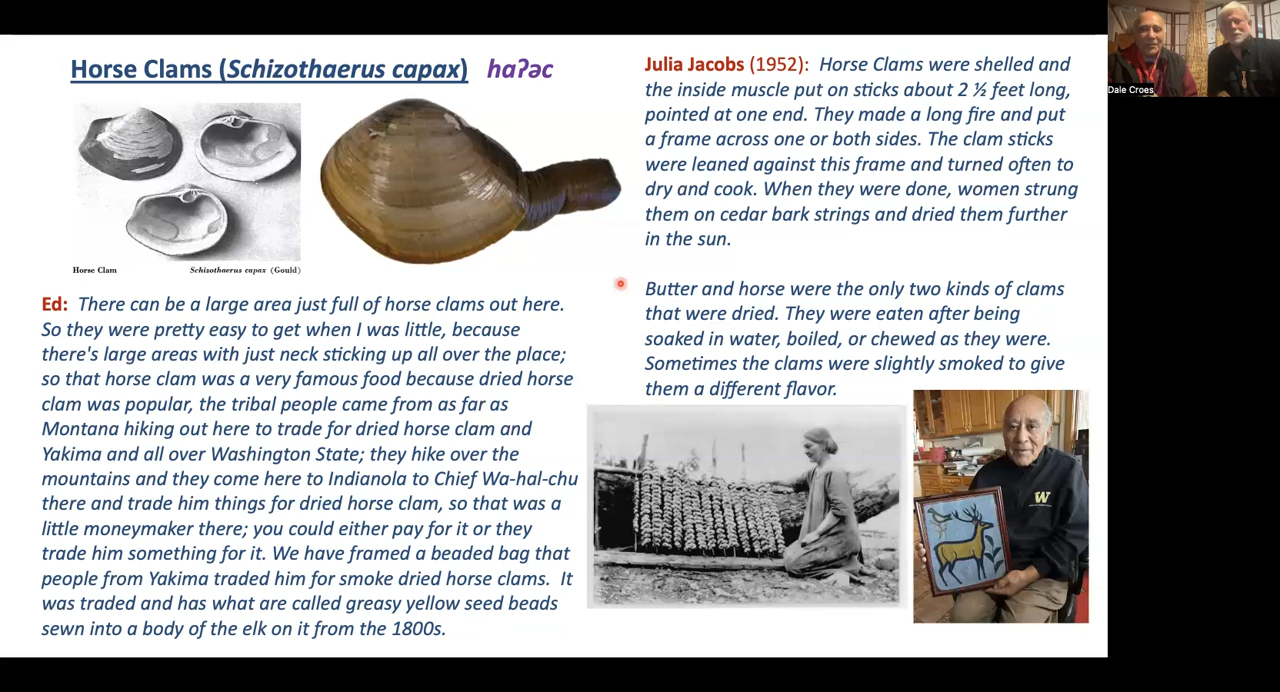 Horse Clams (Schizothaerus capax) haʔəc
Horse Clam Schizothaerus capax (Gould)
Ed: There can be a large area just full of horse clams out here.
So they were pretty easy to get when I was little, because
there's large areas with just neck sticking up all over the place;
so that horse clam was a very famous food because dried horse
clam was popular, the tribal people came from as far as
Montana hiking out here to trade for dried horse clam and
Yakima and all over Washington State; they hike over the
mountains and they come here to Indianola to Chief Wa-hal-chu
there and trade him things for dried horse clam, so that was a
little moneymaker there; you could either pay for it or they
trade him something for it. We have framed a beaded bag that
people from Yakima traded him for smoke dried horse clams. It
was traded and has what are called greasy yellow seed beads
sewn into a body of the elk on it from the 1800s.
Julia Jacobs (1952): Horse Clams were shelled and
the inside muscle put on sticks about 2 ½ feet long,
pointed at one end. They made a long fire and put
a frame across one or both sides. The clam sticks
were leaned against this frame and turned often to
dry and cook. When they were done, women strung
them on cedar bark strings and dried them further
in the sun.
Butter and horse were the only two kinds of clams
that were dried. They were eaten after being
soaked in water, boiled, or chewed as they were.
Sometimes the clams were slightly smoked to give
them a different flavor.
W
Dale Croes